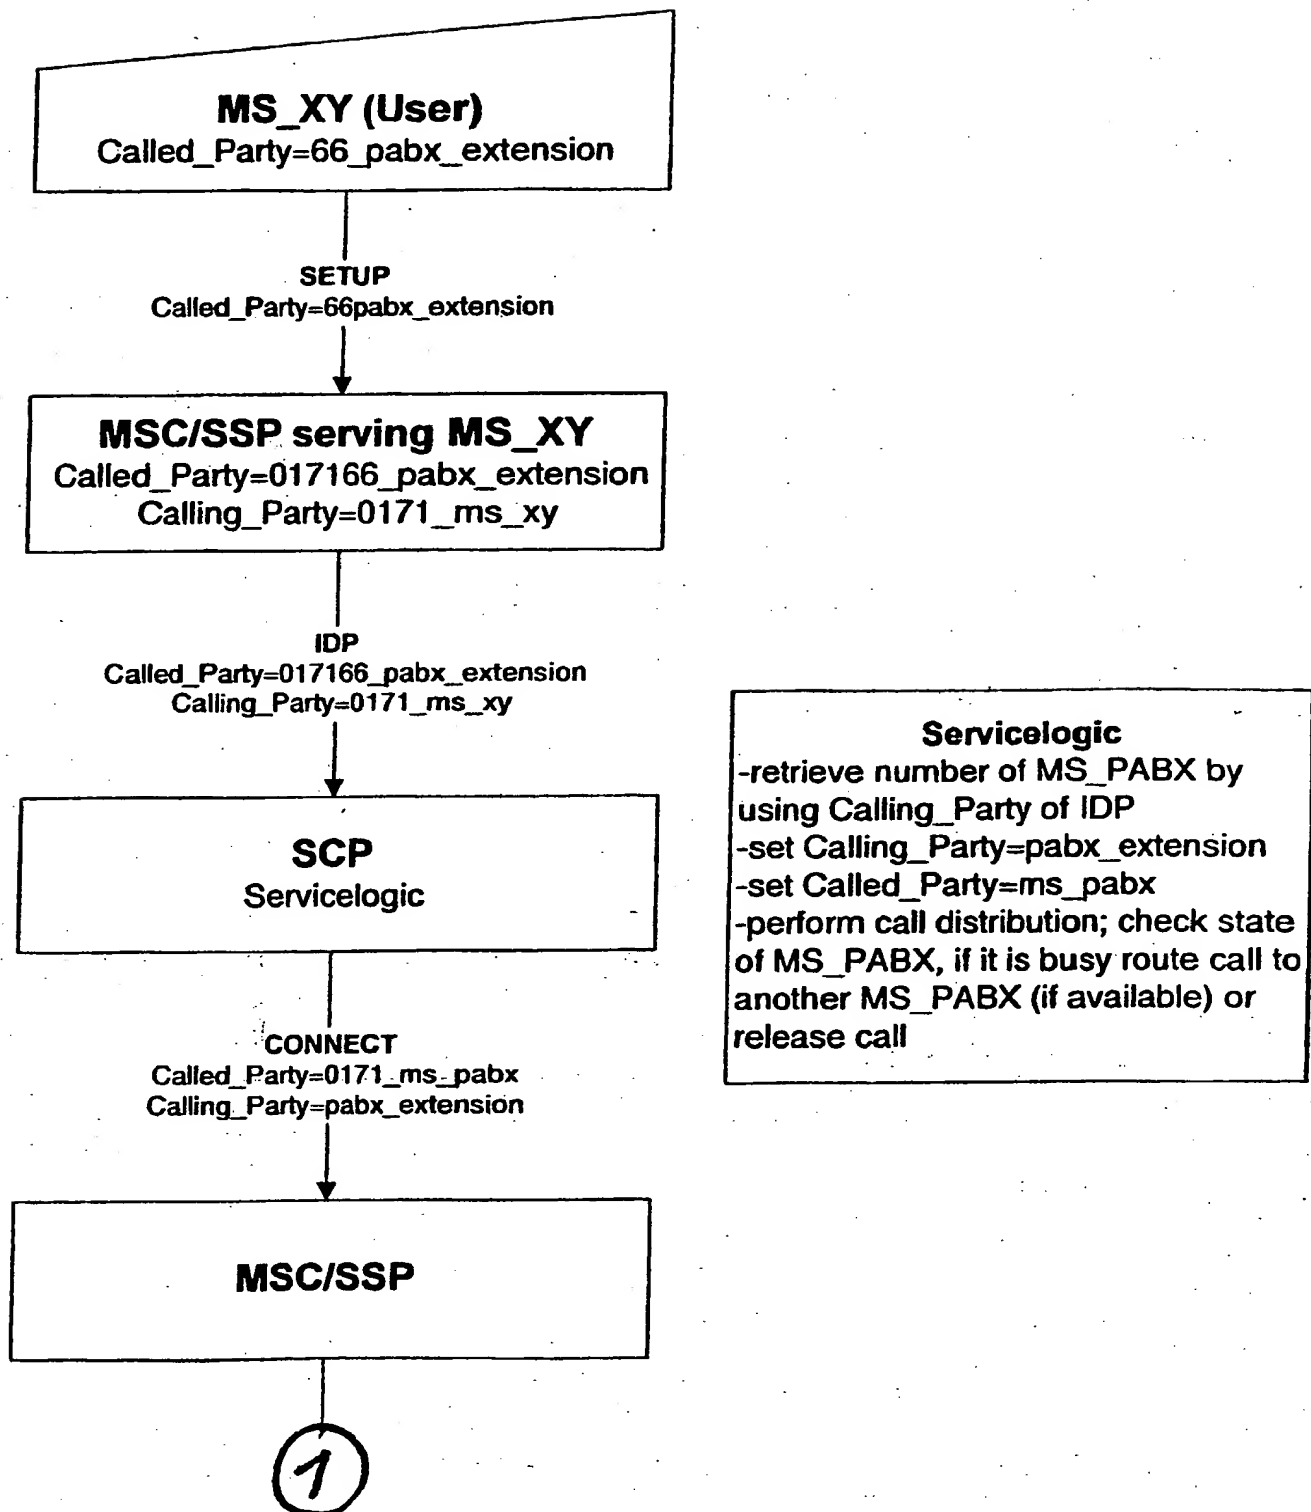 MS_XY (User)
Called_Party=66_pabx_extension
SETUP
Called_Party=66pabx_extension
MSC/SSP serving MS_XY
Called_Party=017166_pabx_extension
Calling_Party=0171_ms_xy
IDP
Called_Party=017166_pabx_extension
Calling_Party=0171_ms_xy
SCP
Servicelogic
CONNECT
Called_Party=0171_ms_pabx
Calling_Party=pabx_extension
MSC/SSP
1
Servicelogic
-retrieve number of MS_PABX by
using Calling_Party of IDP
-set Calling_Party=pabx_extension
-set Called_Party=ms_pabx
-perform call distribution; check state
of MS_PABX, if it is busy route call to
another MS_PABX (if available) or
release call